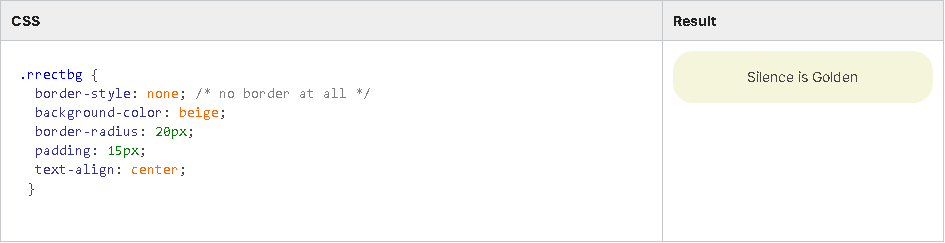 CSS
Result
.rrectbg {
border-style: none; /* no border at all */
background-color: beige;
border-radius: 20px;
padding: 15px;
text-align: center;
}
Silence is Golden